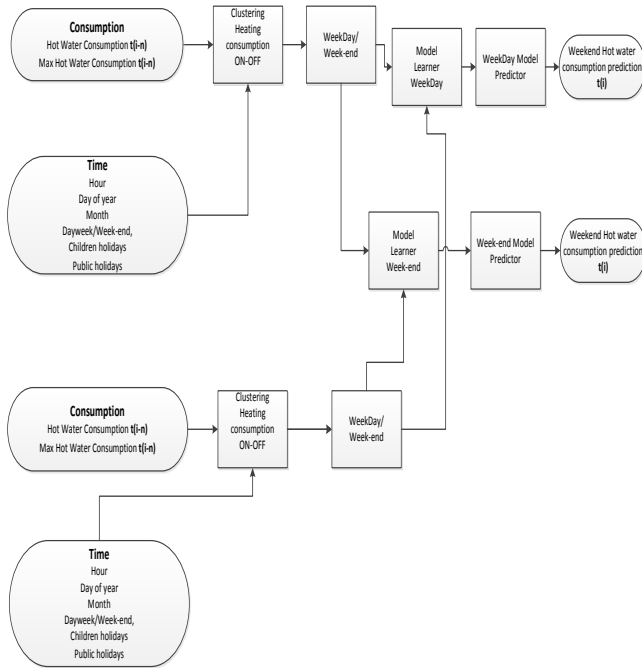 Consumption
Hot Water Consumption t(i-n)
Max Hot Water Consumption t(i-n)
Clustering
Heating
consumption
ON-OFF
WeekDay/
Week-end
Model
Learner
WeekDay
WeekDay Model
Predictor
Weekend Hot water
consumption prediction
t(i)
Time
Hour
Day of year
Month
Dayweek/Week-end,
Children holidays
Public holidays
Model
Learner
Week-end
Week-end Model
Predictor
Weekend Hot water
consumption prediction
t(i)
Consumption
Hot Water Consumption t(i-n)
Max Hot Water Consumption t(i-n)
Clustering
Heating
consumption
ON-OFF
WeekDay/
Week-end
Time
Hour
Day of year
Month
Dayweek/Week-end,
Children holidays
Public holidays